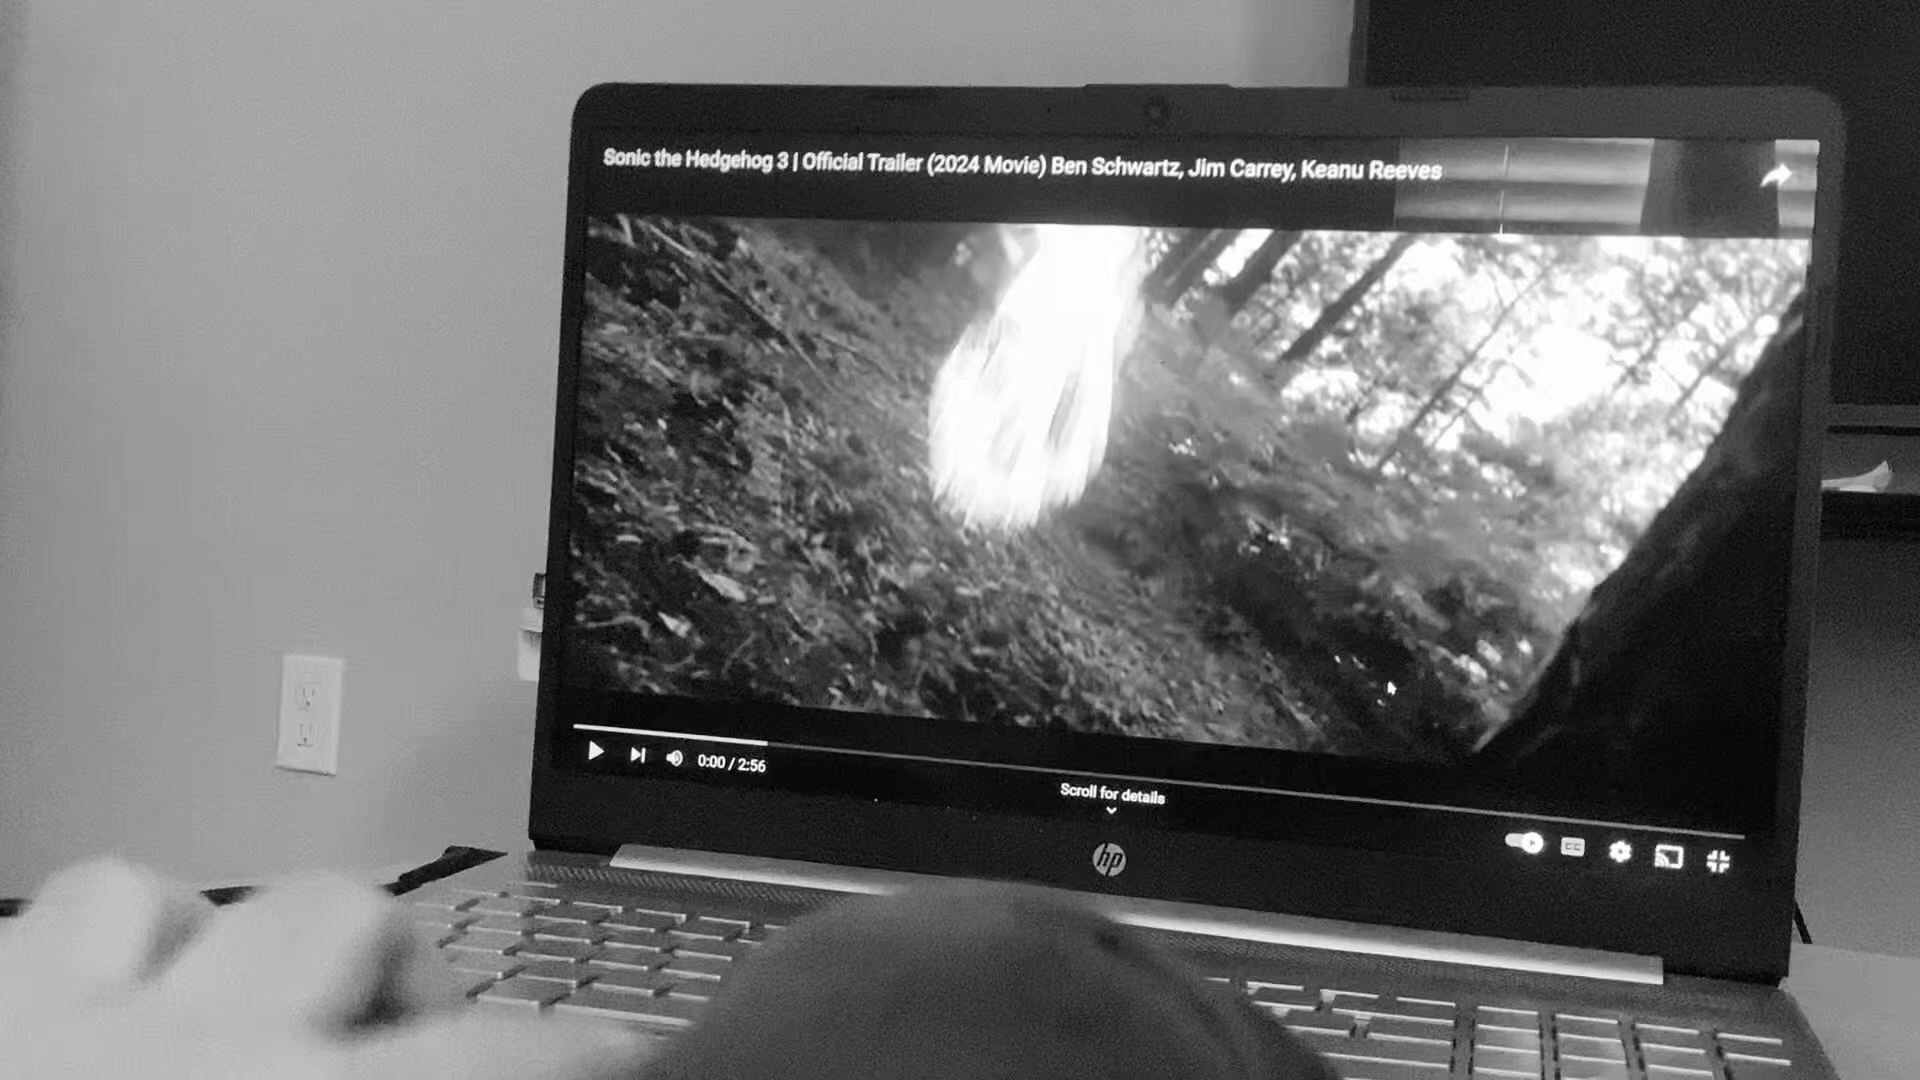 Sonic the Hedgehog 3 | Official Trailer (2024 Movie) Ben Schwartz, Jim Carrey, Keanu Reeves
0:00 / 2:56
Scroll for details
CC
hp